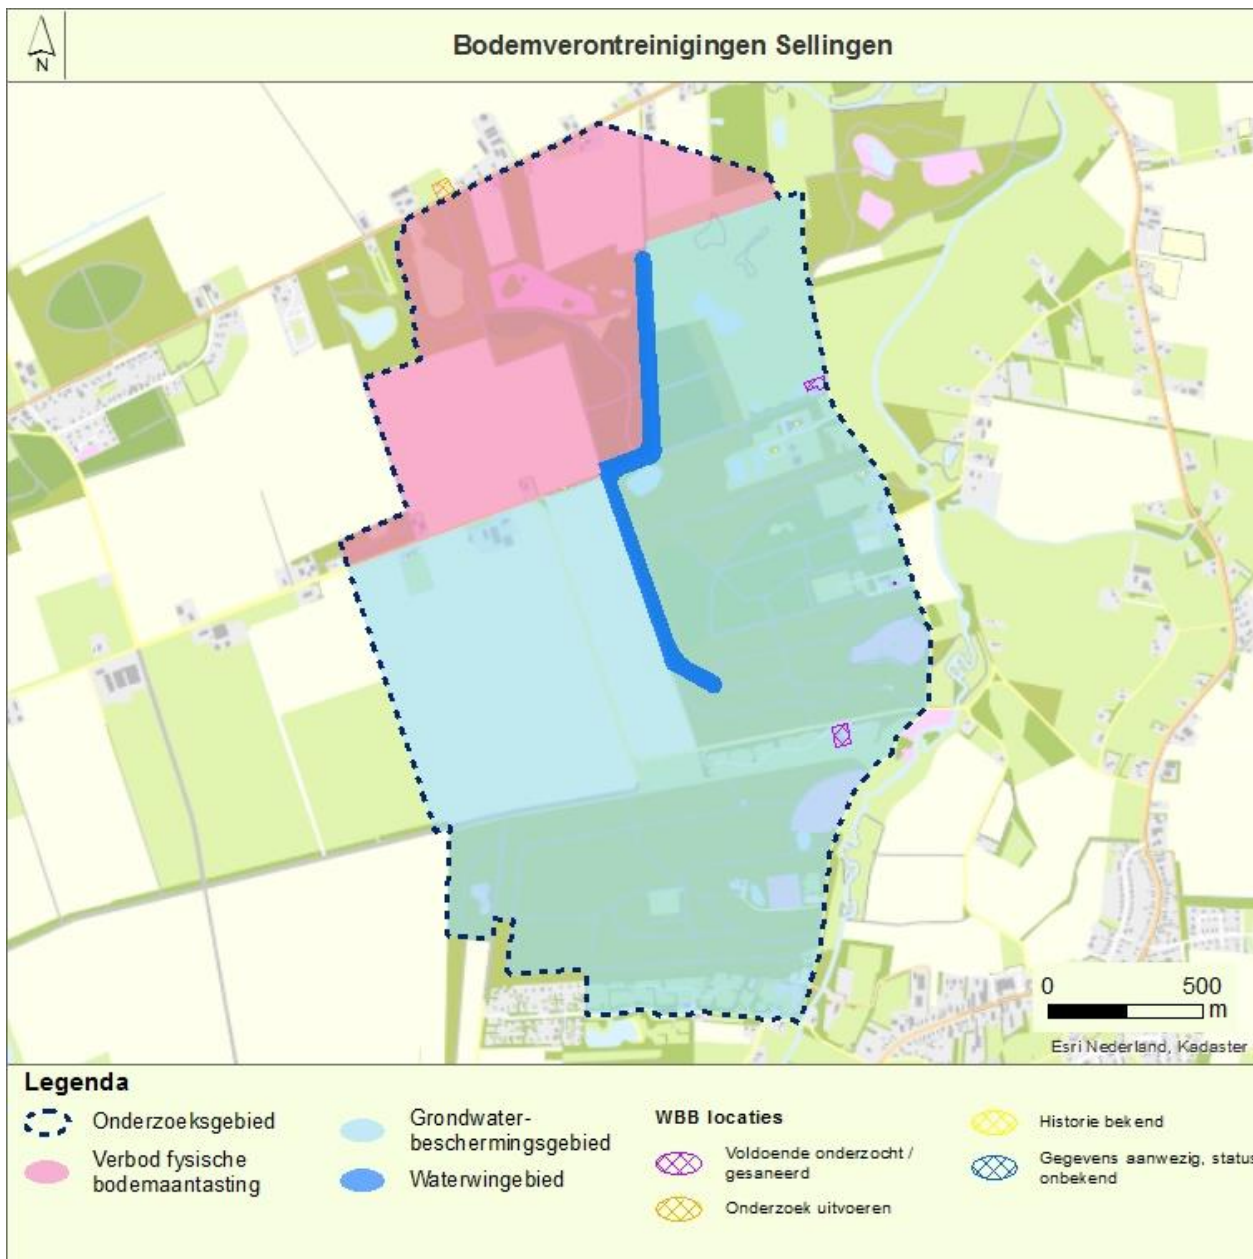 N
Bodemverontreinigingen Sellingen
0 500
m
Esri Nederland, Kadaster
Legenda
Onderzoeksgebied
Verbod fysische
bodemaantasting
Grondwater-
beschermingsgebied
Waterwingebied
WBB locaties
Voldoende onderzocht /
gesaneerd
Onderzoek uitvoeren
Historie bekend
Gegevens aanwezig, status
onbekend